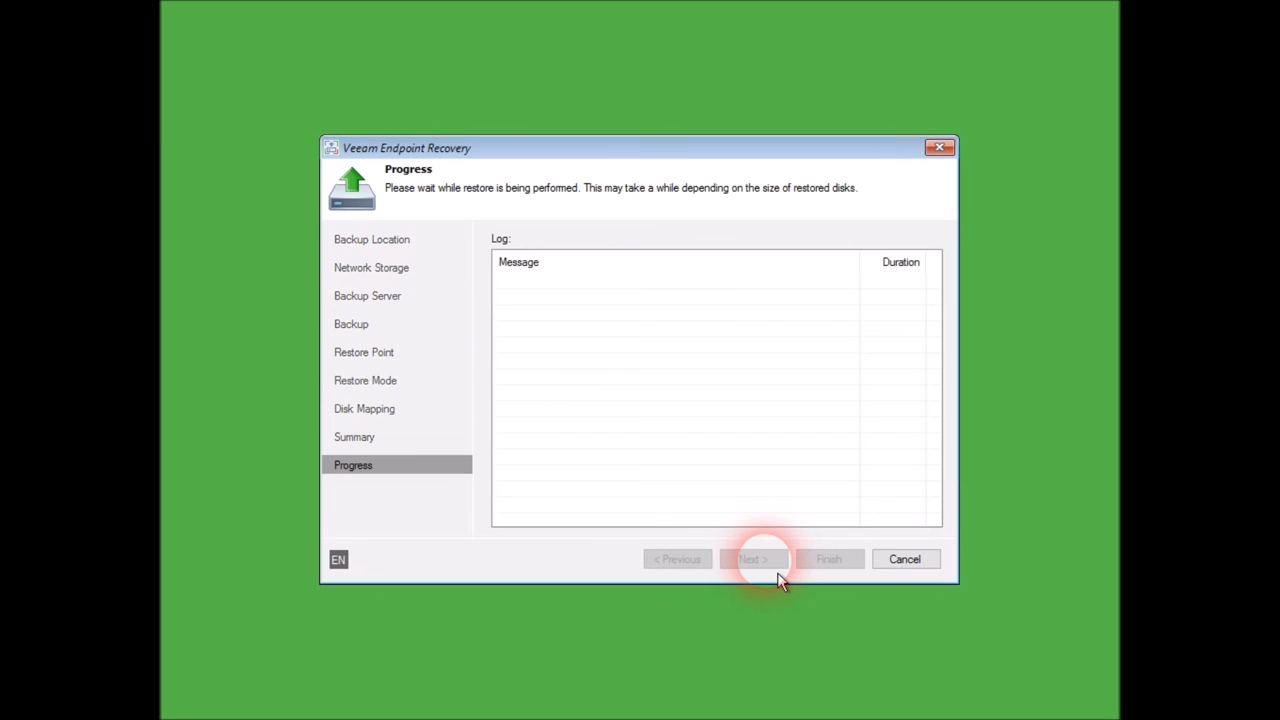 Veeam Endpoint Recovery
Progress
Please wait while restore is being performed. This may take a while depending on the size of restored disks.
Backup Location
Network Storage
Backup Server
Backup
Restore Point
Restore Mode
Disk Mapping
Summary
Progress
Log:
Message Duration
EN
< Previous Next > Finish Cancel